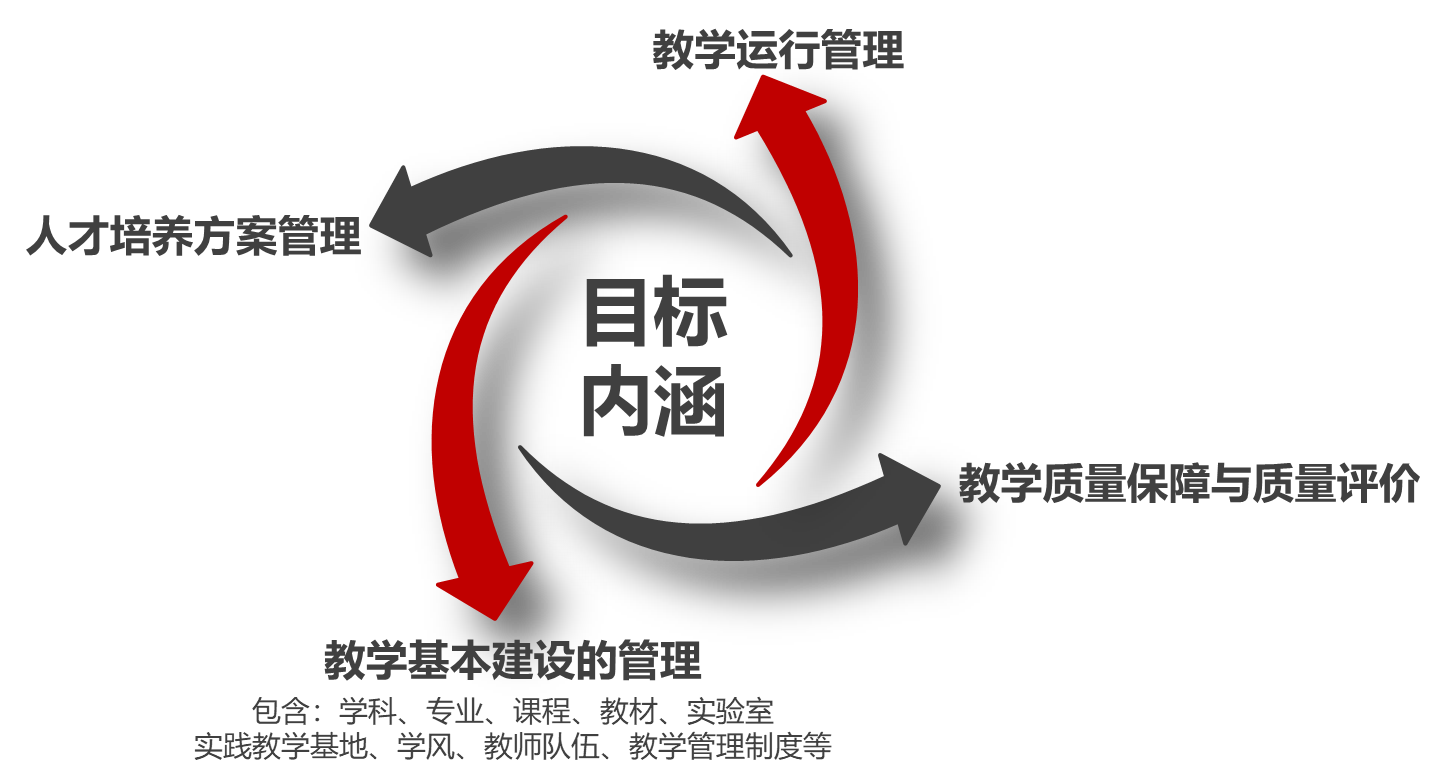 教学运行管理
人才培养方案管理
目标
内涵
教学质量保障与质量评价
教学基本建设的管理
包含：学科、专业、课程、教材、实验室
实践教学基地、学风、教师队伍、教学管理制度等